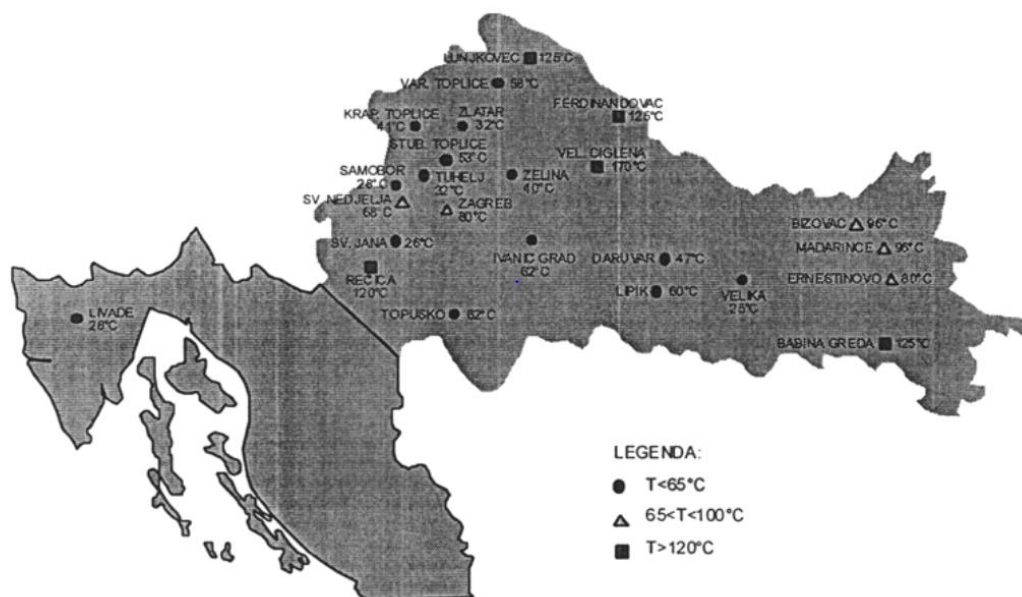 LUNJKOVEC 125°C
VAR. TOPLICE 58°C
FERDINANDOVAC
125°C
KRAP. TOPLICE
41°C
ZLATAR
32°C
STUB. TOPLICE
53°C
VEL. CIGLENA
170°C
SAMOBOR
28°C
TUHELJ
32°C
ZELINA
40°C
SV. NEDJELJA
68°C
ZAGREB
80°C
BIZOVAC 96°C
SV. JANA 26°C
IVANIC GRAD
62°C
DARUVAR 47°C
MADARINCE 96°C
REČICA
120°C
LIPIK 60°C
VELIKA
25°C
ERNESTINOVO 80°C
LIVADE
28°C
TOPUSKO 62°C
BABINA GREDA 125°C
LEGENDA:
T<65°C
65<T<100°C
T>120°C